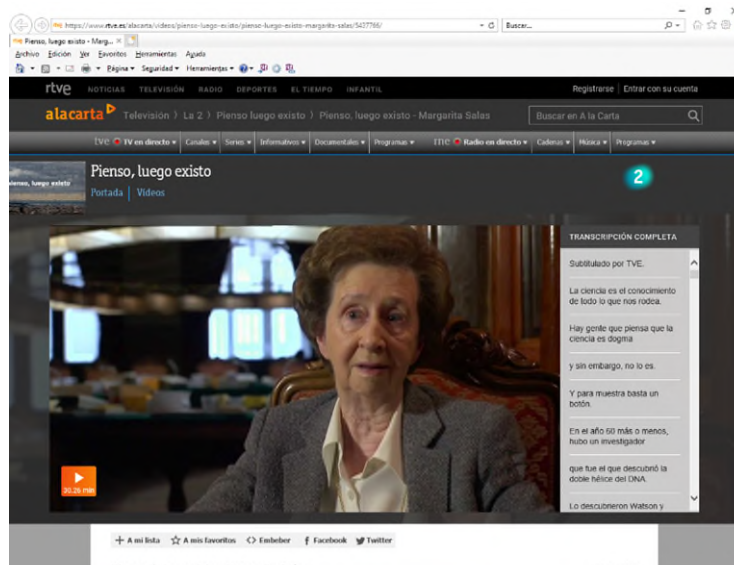 https://www.rtve.es/alacarta/videos/pienso-luego-existo/pienso-luego-existo-margarita-salas/5427766/
Buscar...
Pienso, luego existo - Marg...
Archivo Edición Ver Favoritos Herramientas Ayuda
Página Seguridad Herramientas
rtve NOTICIAS TELEVISIÓN RADIO DEPORTES EL TIEMPO INFANTIL Registrarse Entrar con su cuenta
alacarta Televisión La 2 Pienso luego existo Pienso, luego existo - Margarita Salas Buscar en A la Carta
tve TV en directo Canales Series Informativos Documentales Programas rne Radio en directo Cadenas Música Programas
pienso, luego existo
Pienso, luego existo
2
Portada Vídeos
TRANSCRIPCIÓN COMPLETA
Subtitulado por TVE.
La ciencia es el conocimiento
de todo lo que nos rodea.
Hay gente que piensa que la
ciencia es dogma
y sin embargo, no lo es.
Y para muestra basta un
botón.
En el año 60 más o menos,
hubo un investigador
que fue el que descubrió la
doble hélice del DNA.
Lo descubrieron Watson y
30.26 min
A mi lista A mis favoritos Embeber Facebook Twitter